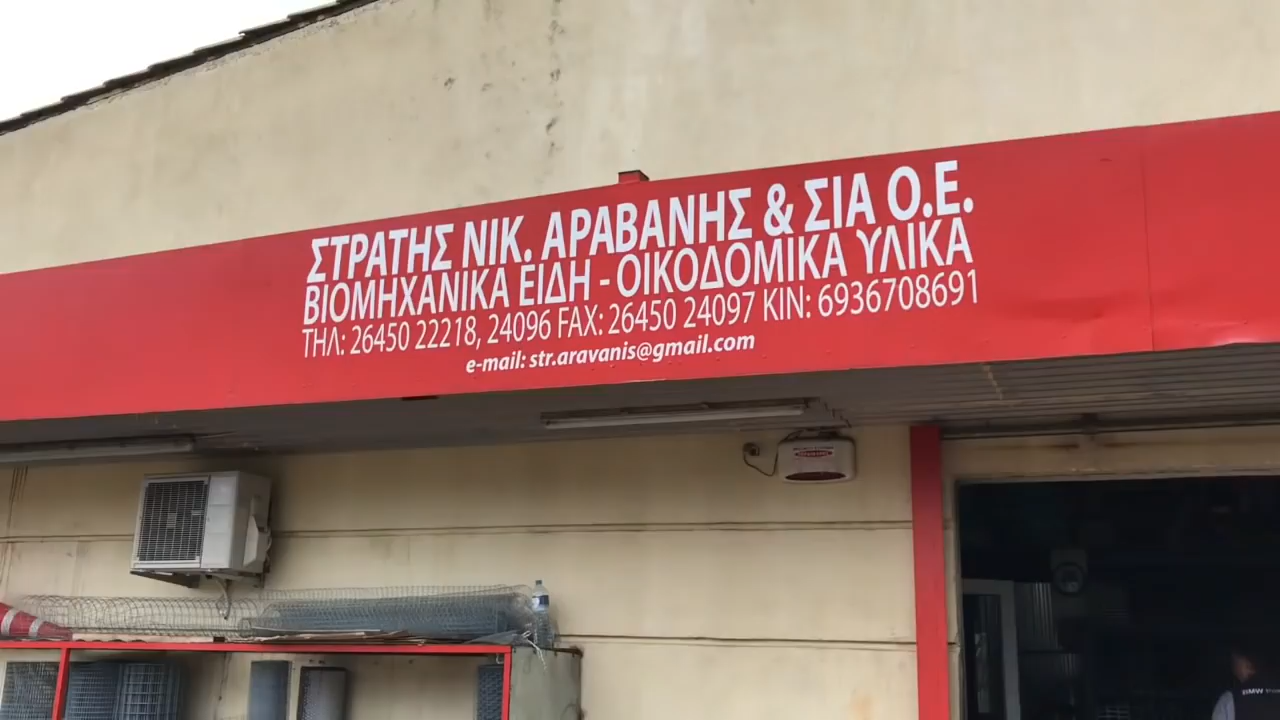 ΣΤΡΑΤΗΣ ΝΙΚ. ΑΡΑΒΑΝΗΣ & ΣΙΑ Ο.Ε.
ΒΙΟΜΗΧΑΝΙΚΑ ΕΙΔΗ - ΟΙΚΟΔΟΜΙΚΑ ΥΛΙΚΑ
ΤΗΛ: 26450 22218, 24096 FAX: 26450 24097 ΚΙΝ: 6936708691
e-mail: str.aravanis@gmail.com
BMW